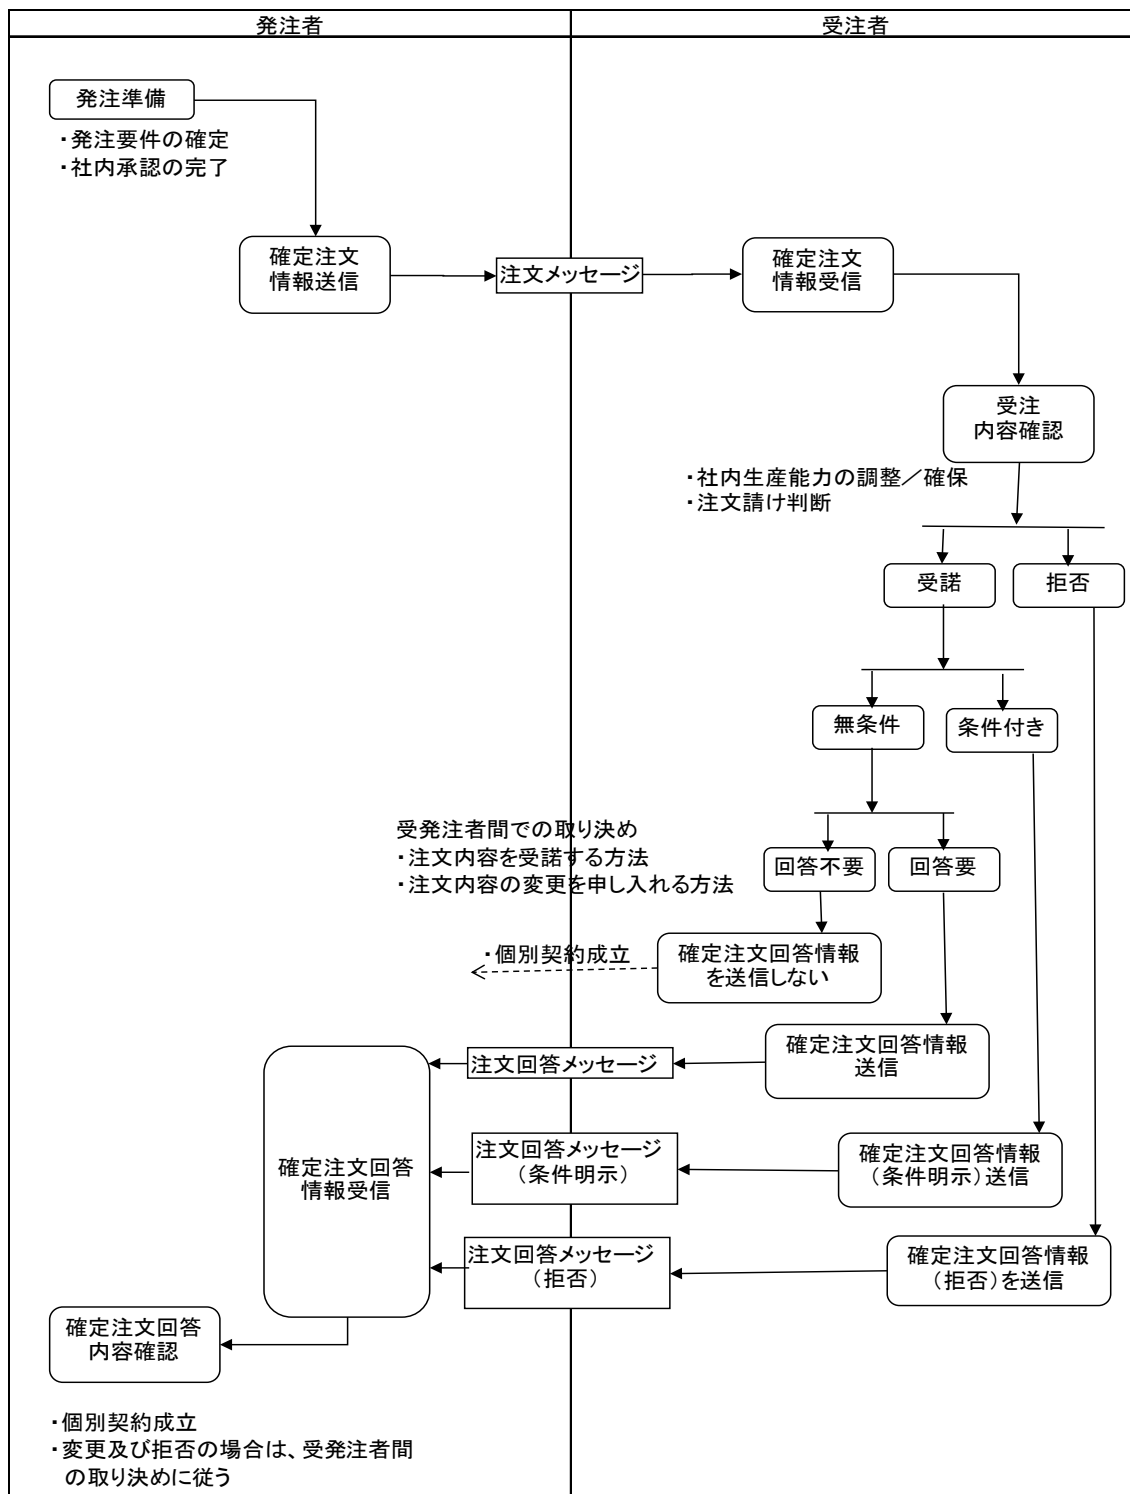 発注者
受注者
発注準備
・発注要件の確定
・社内承認の完了
確定注文
情報送信
注文メッセージ
確定注文
情報受信
受注
内容確認
・社内生産能力の調整／確保
・注文請け判断
受諾
拒否
無条件
条件付き
受発注者間での取り決め
・注文内容を受諾する方法
・注文内容の変更を申し入れる方法
回答不要
回答要
・個別契約成立
確定注文回答情報
を送信しない
注文回答メッセージ
確定注文回答情報
送信
確定注文回答
情報受信
注文回答メッセージ
（条件明示）
確定注文回答情報
（条件明示）送信
注文回答メッセージ
（拒否）
確定注文回答情報
（拒否）を送信
確定注文回答
内容確認
・個別契約成立
・変更及び拒否の場合は、受発注者間
の取り決めに従う